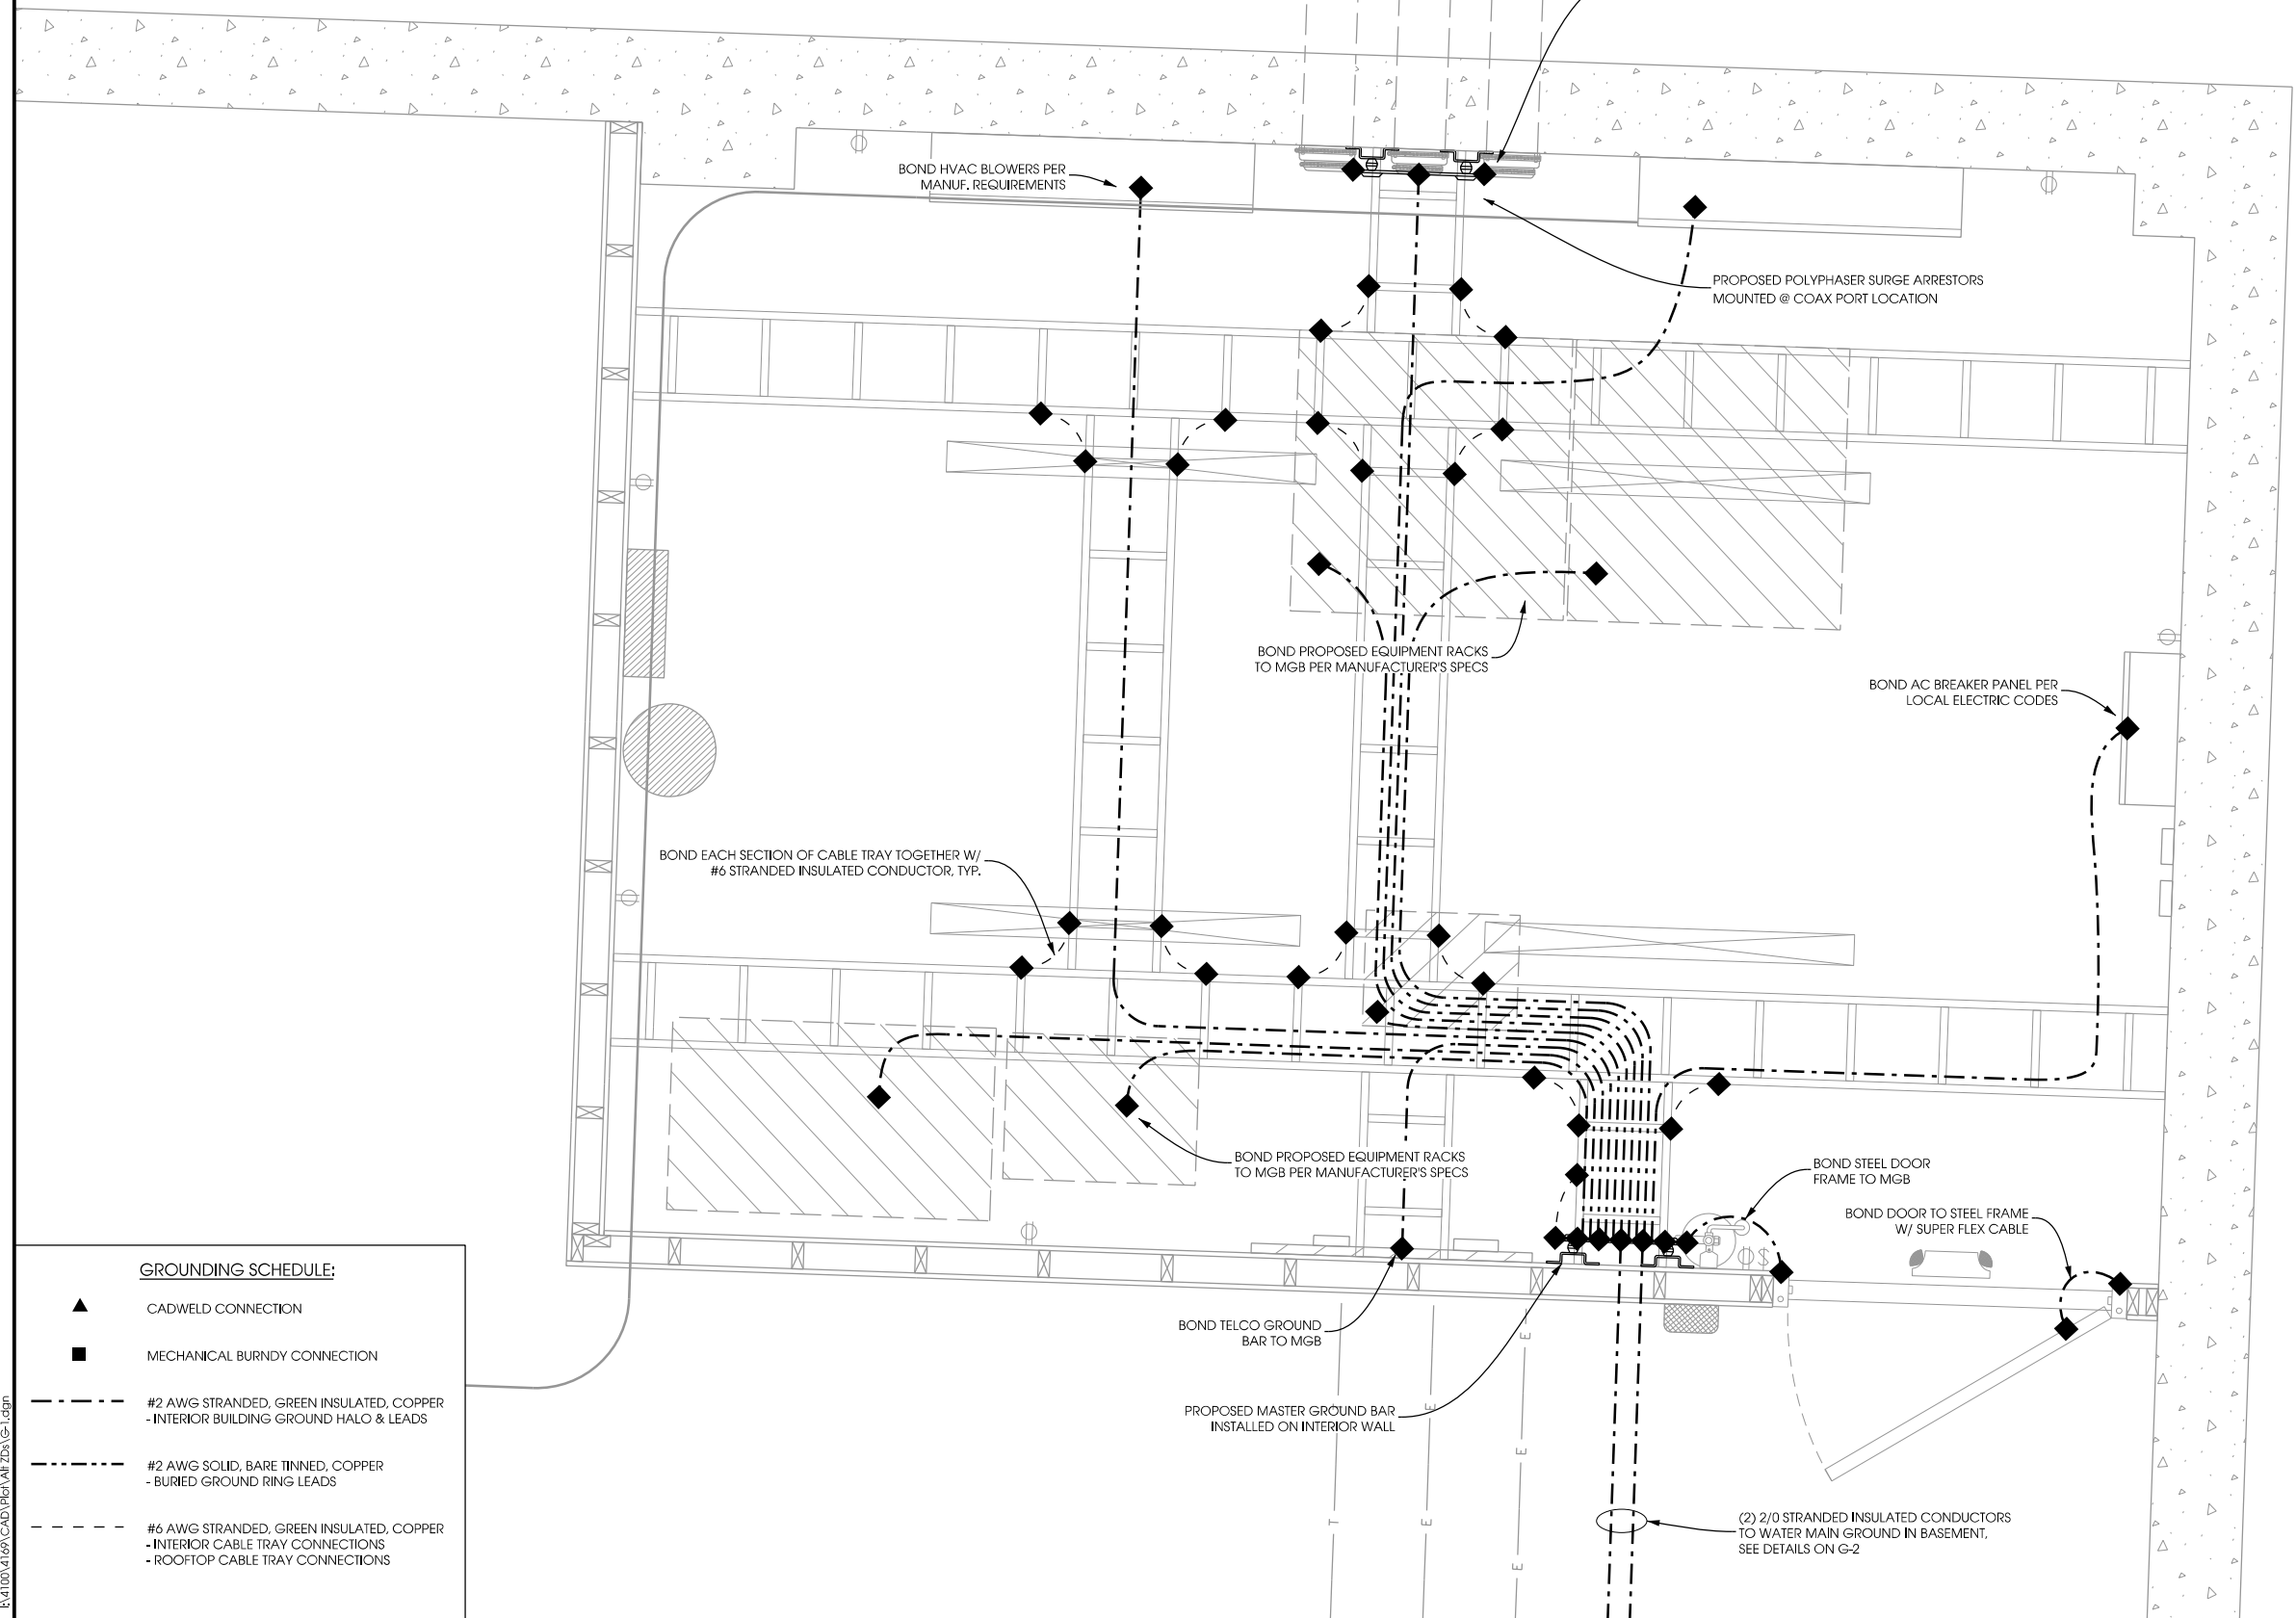 BOND HVAC BLOWERS PER
MANUF. REQUIREMENTS
PROPOSED POLYPHASER SURGE ARRESTORS
MOUNTED @ COAX PORT LOCATION
BOND PROPOSED EQUIPMENT RACKS
TO MGB PER MANUFACTURER'S SPECS
BOND AC BREAKER PANEL PER
LOCAL ELECTRIC CODES
BOND EACH SECTION OF CABLE TRAY TOGETHER W/
#6 STRANDED INSULATED CONDUCTOR, TYP.
BOND PROPOSED EQUIPMENT RACKS
TO MGB PER MANUFACTURER'S SPECS
BOND STEEL DOOR
FRAME TO MGB
BOND DOOR TO STEEL FRAME
W/ SUPER FLEX CABLE
$
BOND TELCO GROUND
BAR TO MGB
PROPOSED MASTER GROUND BAR
INSTALLED ON INTERIOR WALL
T
E
E
E
T
E
E
E
(2) 2/0 STRANDED INSULATED CONDUCTORS
TO WATER MAIN GROUND IN BASEMENT,
SEE DETAILS ON G-2
GROUNDING SCHEDULE:
CADWELD CONNECTION
MECHANICAL BURNDY CONNECTION
#2 AWG STRANDED, GREEN INSULATED, COPPER
- INTERIOR BUILDING GROUND HALO & LEADS
#2 AWG SOLID, BARE TINNED, COPPER
- BURIED GROUND RING LEADS
#6 AWG STRANDED, GREEN INSULATED, COPPER
- INTERIOR CABLE TRAY CONNECTIONS
- ROOFTOP CABLE TRAY CONNECTIONS